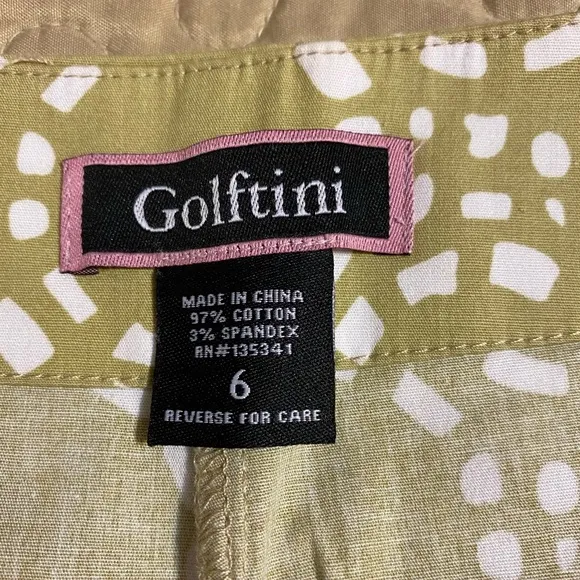 Golftini
MADE IN CHINA
97% COTTON
3% SPANDEX
RN#135341
6
REVERSE FOR CARE